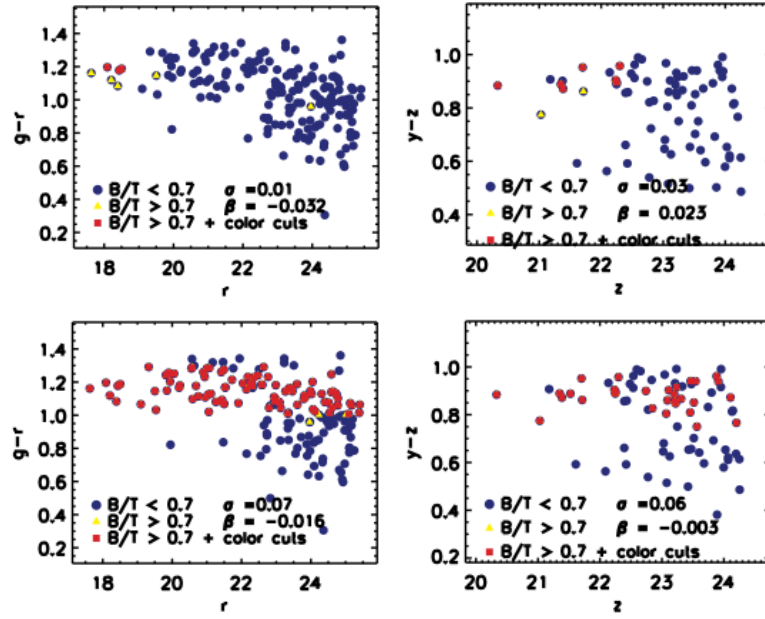 1.4
1.2
1.0
0.8
0.6
0.4
0.2
g-r
B/T < 0.7 σ =0.01
B/T > 0.7 β = -0.032
B/T > 0.7 + color cuts
18 20 22 24
r
1.0
0.8
0.6
0.4
y-z
B/T < 0.7 σ =0.03
B/T > 0.7 β = 0.023
B/T > 0.7 + color cuts
20 21 22 23 24
z
1.4
1.2
1.0
0.8
0.6
0.4
0.2
g-r
B/T < 0.7 σ =0.07
B/T > 0.7 β = -0.016
B/T > 0.7 + color cuts
18 20 22 24
r
1.0
0.8
0.6
0.4
0.2
y-z
B/T < 0.7 σ =0.06
B/T > 0.7 β = -0.003
B/T > 0.7 + color cuts
20 21 22 23 24
z